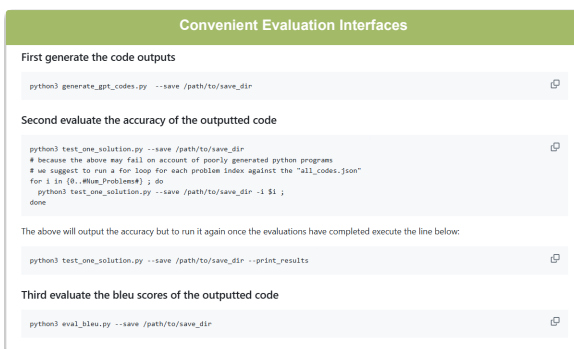 Convenient Evaluation Interfaces
First generate the code outputs
python3 generate_gpt_codes.py  --save /path/to/save_dir
Second evaluate the accuracy of the outputted code
python3 test_one_solution.py --save /path/to/save_dir
# because the above may fail on account of poorly generated python programs
# we suggest to run a for loop for each problem index against the "all_codes.json"
for i in {0..#Num_Problems#} ; do
  python3 test_one_solution.py --save /path/to/save_dir -i $i ;
done
The above will output the accuracy but to run it again once the evaluations have completed execute the line below:
python3 test_one_solution.py --save /path/to/save_dir --print_results
Third evaluate the bleu scores of the outputted code
python3 eval_bleu.py --save /path/to/save_dir